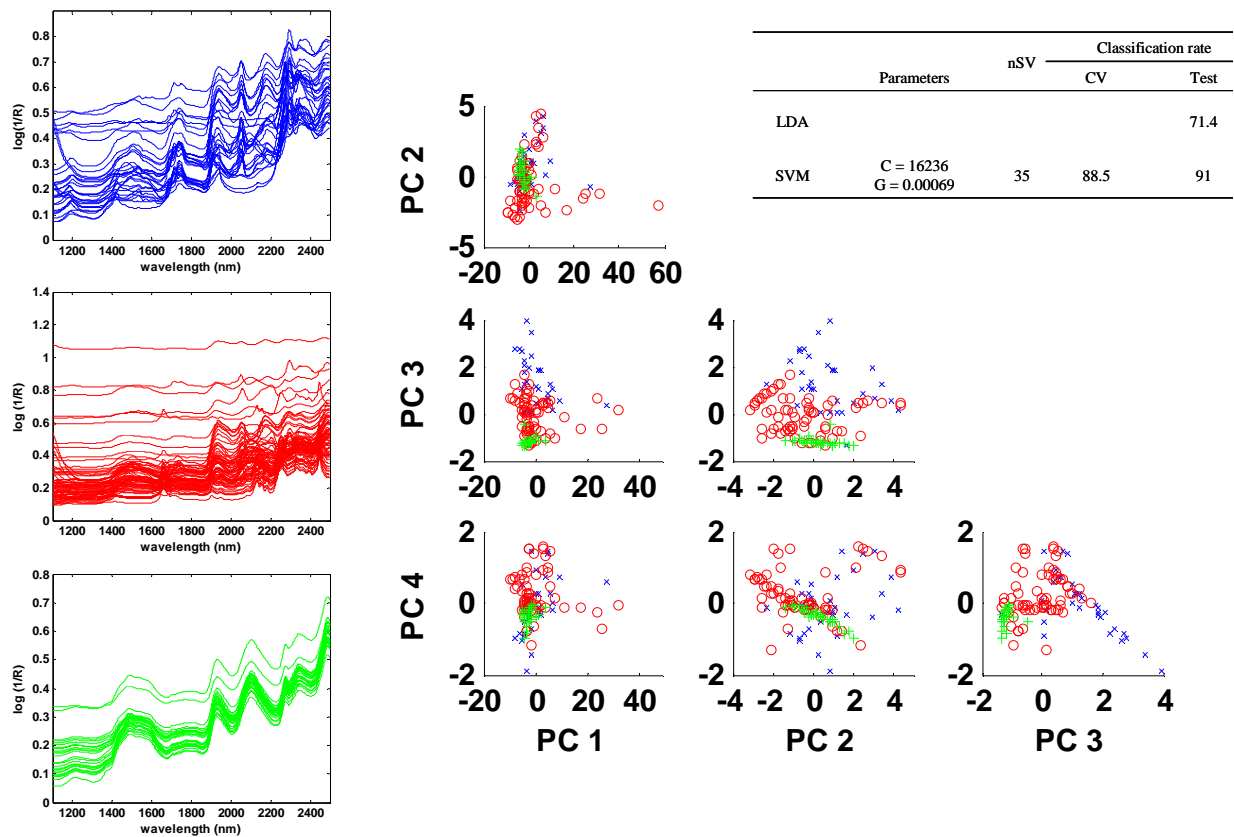 0.8
0.7
0.6
0.5
0.4
0.3
0.2
0.1
0
log(1/R)
1200 1400 1600 1800 2000 2200 2400
wavelength (nm)
1.4
1.2
1
0.8
0.6
0.4
0.2
0
log (1/R)
1200 1400 1600 1800 2000 2200 2400
wavelength (nm)
0.8
0.7
0.6
0.5
0.4
0.3
0.2
0.1
0
log (1/R)
1200 1400 1600 1800 2000 2200 2400
wavelength (nm)
PC 2
5
0
-5
-20 0 20 40 60
PC 3
4
2
0
-2
-20 0 20 40
4
2
0
-2
-4 -2 0 2 4
PC 4
2
0
-2
-20 0 20 40
PC 1
2
0
-2
-4 -2 0 2 4
PC 2
2
0
-2
-2 0 2 4
PC 3
Classification rate
Parameters nSV CV Test
LDA 71.4
SVM C = 16236 G = 0.00069 35 88.5 91